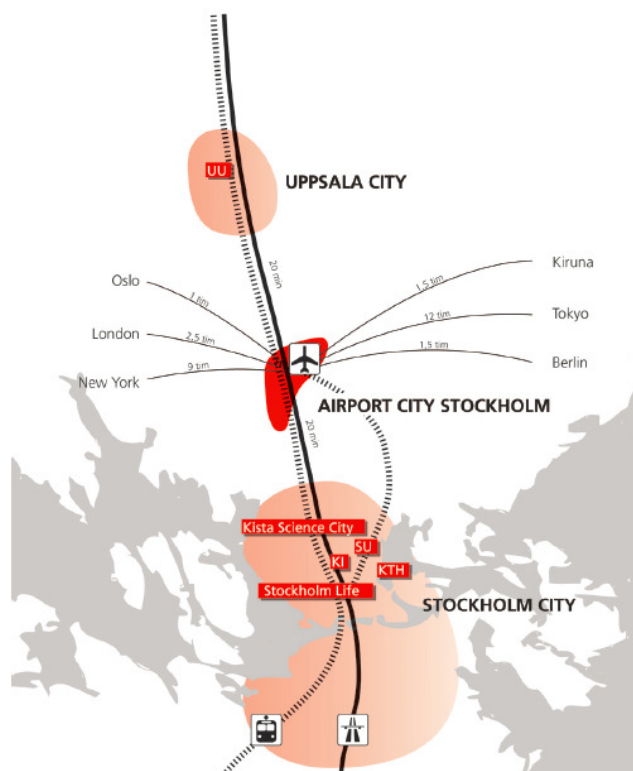 UU
UPPSALA CITY
20 min
Oslo
1 tim
London
2,5 tim
New York
9 tim
Kiruna
1,5 tim
Tokyo
12 tim
Berlin
1,5 tim
AIRPORT CITY STOCKHOLM
20 min
Kista Science City
SU
KI
KTH
Stockholm Life
STOCKHOLM CITY